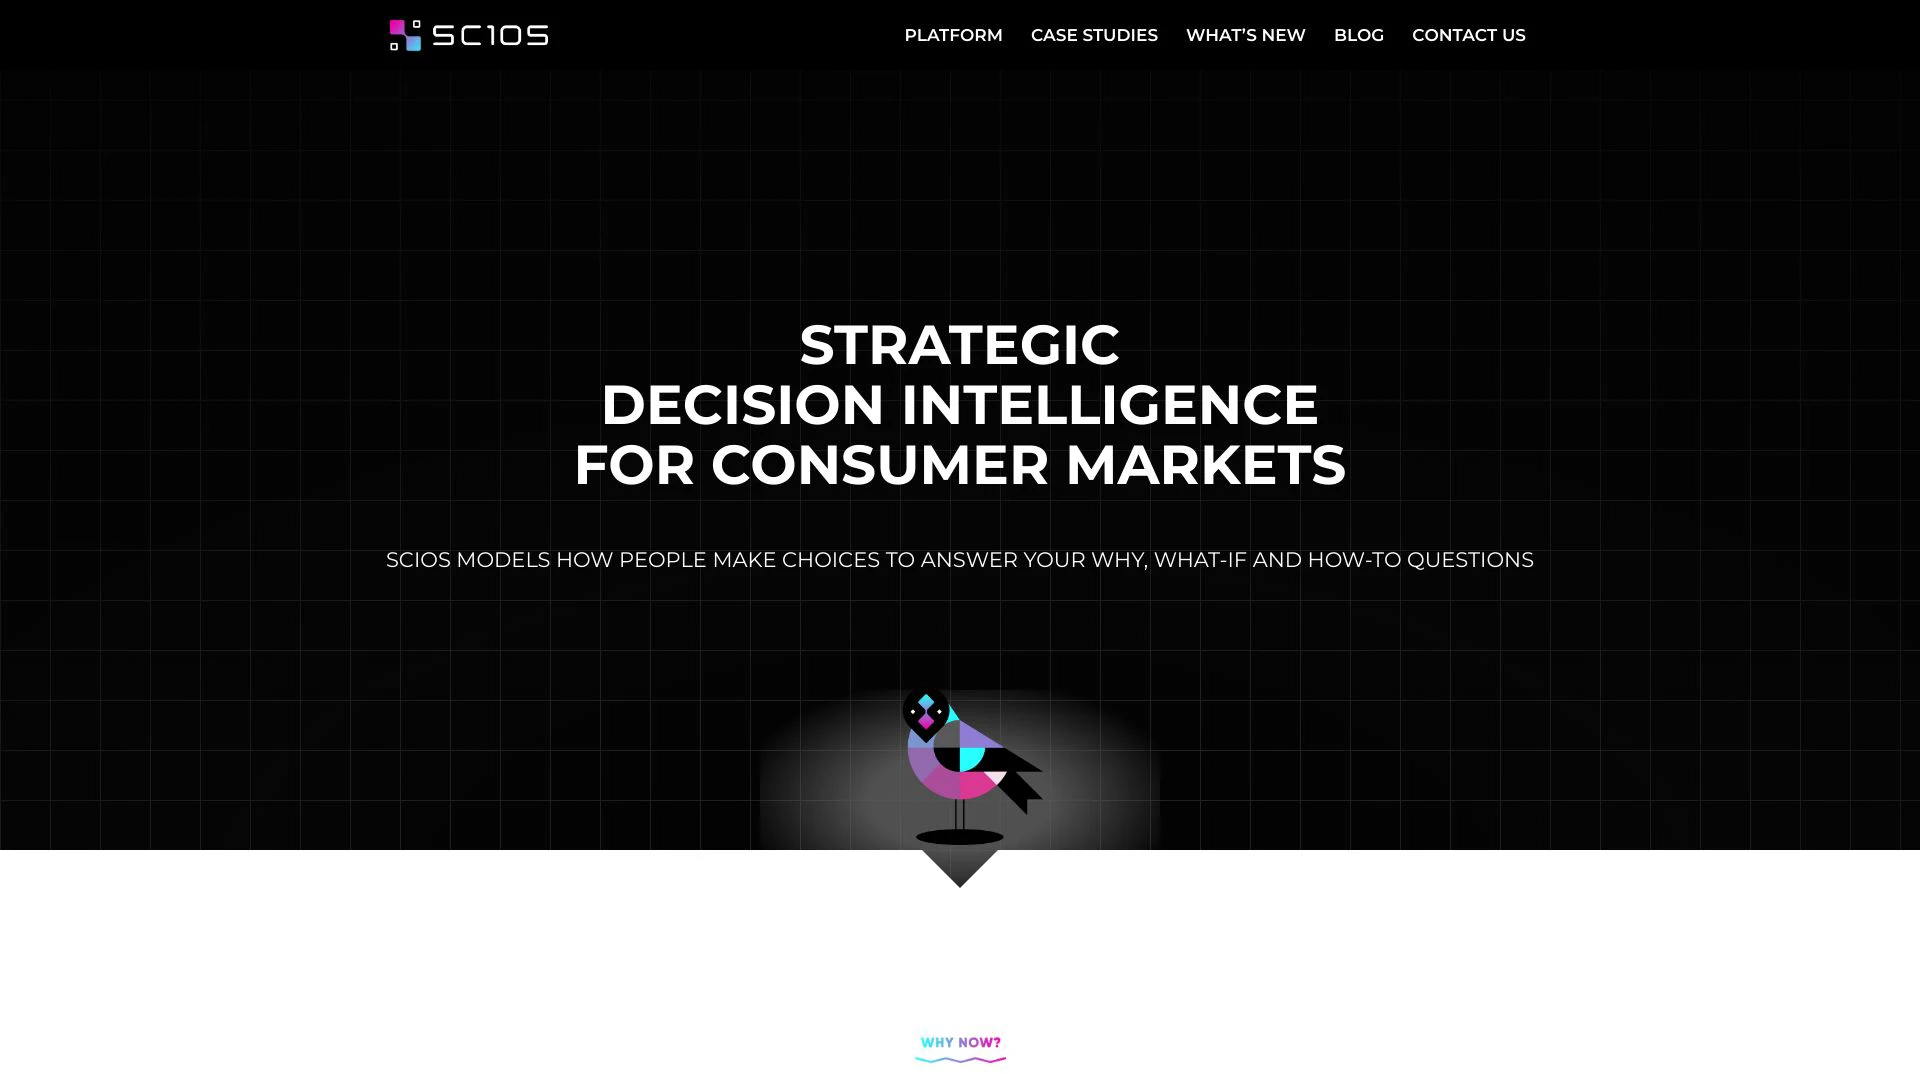 SC1OS
PLATFORM
CASE STUDIES
WHAT’S NEW
BLOG
CONTACT US
STRATEGIC
DECISION INTELLIGENCE
FOR CONSUMER MARKETS
SCIOS MODELS HOW PEOPLE MAKE CHOICES TO ANSWER YOUR WHY, WHAT-IF AND HOW-TO QUESTIONS
WHY NOW?